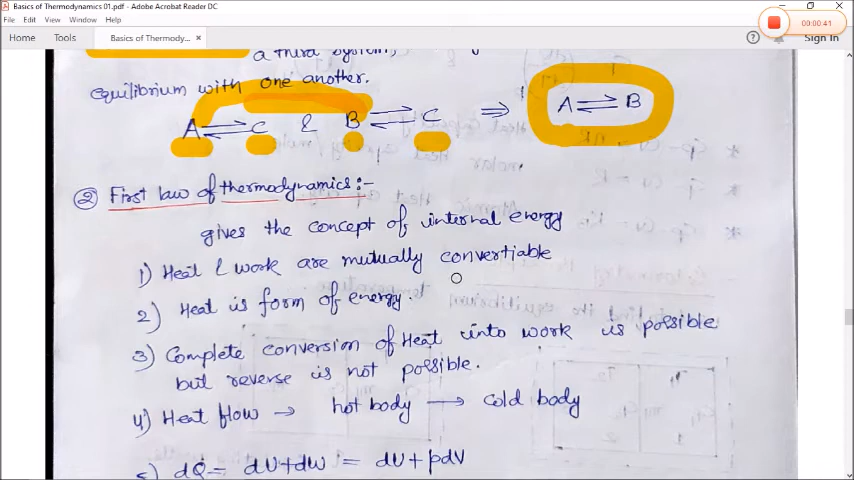 Basics of Thermodynamics 01.pdf - Adobe Acrobat Reader DC
File Edit View Window Help
Home Tools Basics of Thermody... × 00:00:41
Sign In
a third system,
equilibrium with one another.
A ⇌ C & B ⇌ C ⇒ A ⇌ B
② First law of thermodynamics :-
gives the concept of internal energy
1) Heat & work are mutually convertiable
2) Heat is form of energy.
3) Complete conversion of Heat into work is possible
but reverse is not possible.
4) Heat flow → hot body → cold body
5) dQ = dU + dW = dU + pdV